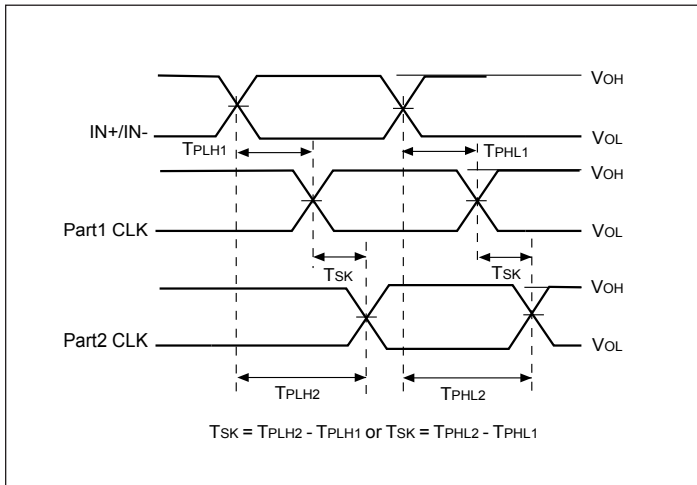 VOH
IN+/IN-
VOL
TPLH1
TPHL1
VOH
Part1 CLK
VOL
TSK
TSK
VOH
Part2 CLK
VOL
TPLH2
TPHL2
TSK = TPLH2 - TPLH1 or TSK = TPHL2 - TPHL1